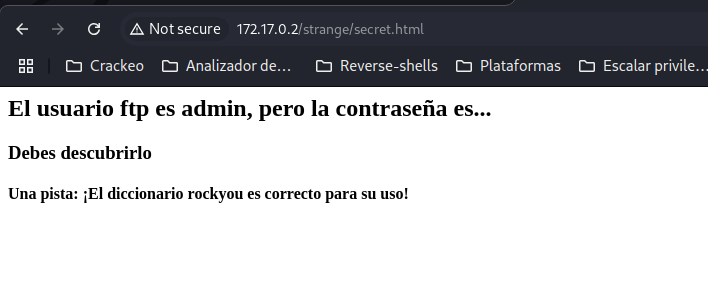 Not secure 172.17.0.2/strange/secret.html
Crackeo Analizador de... Reverse-shells Plataformas Escalar privile...
El usuario ftp es admin, pero la contraseña es...
Debes descubrirlo
Una pista: ¡El diccionario rockyou es correcto para su uso!